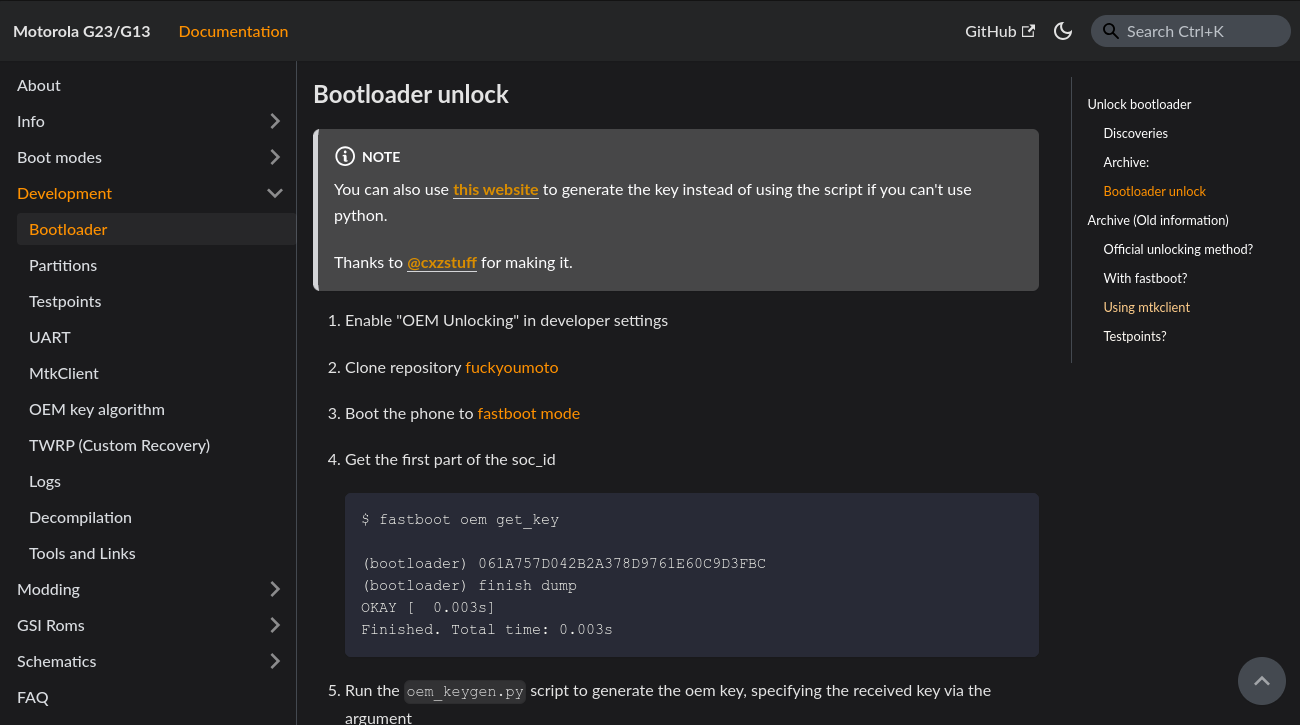 Motorola G23/G13
Documentation
GitHub
Search Ctrl+K
About
Info
Boot modes
Development
Bootloader
Partitions
Testpoints
UART
MtkClient
OEM key algorithm
TWRP (Custom Recovery)
Logs
Decompilation
Tools and Links
Modding
GSI Roms
Schematics
FAQ
Bootloader unlock
NOTE
You can also use this website to generate the key instead of using the script if you can't use
python.
Thanks to @cxzstuff for making it.
1. Enable "OEM Unlocking" in developer settings
2. Clone repository fuckyoumoto
3. Boot the phone to fastboot mode
4. Get the first part of the soc_id
$ fastboot oem get_key
(bootloader) 061A757D042B2A378D9761E60C9D3FBC
(bootloader) finish dump
OKAY [  0.003s]
Finished. Total time: 0.003s
5. Run the oem_keygen.py script to generate the oem key, specifying the received key via the
argument
Unlock bootloader
Discoveries
Archive:
Bootloader unlock
Archive (Old information)
Official unlocking method?
With fastboot?
Using mtkclient
Testpoints?